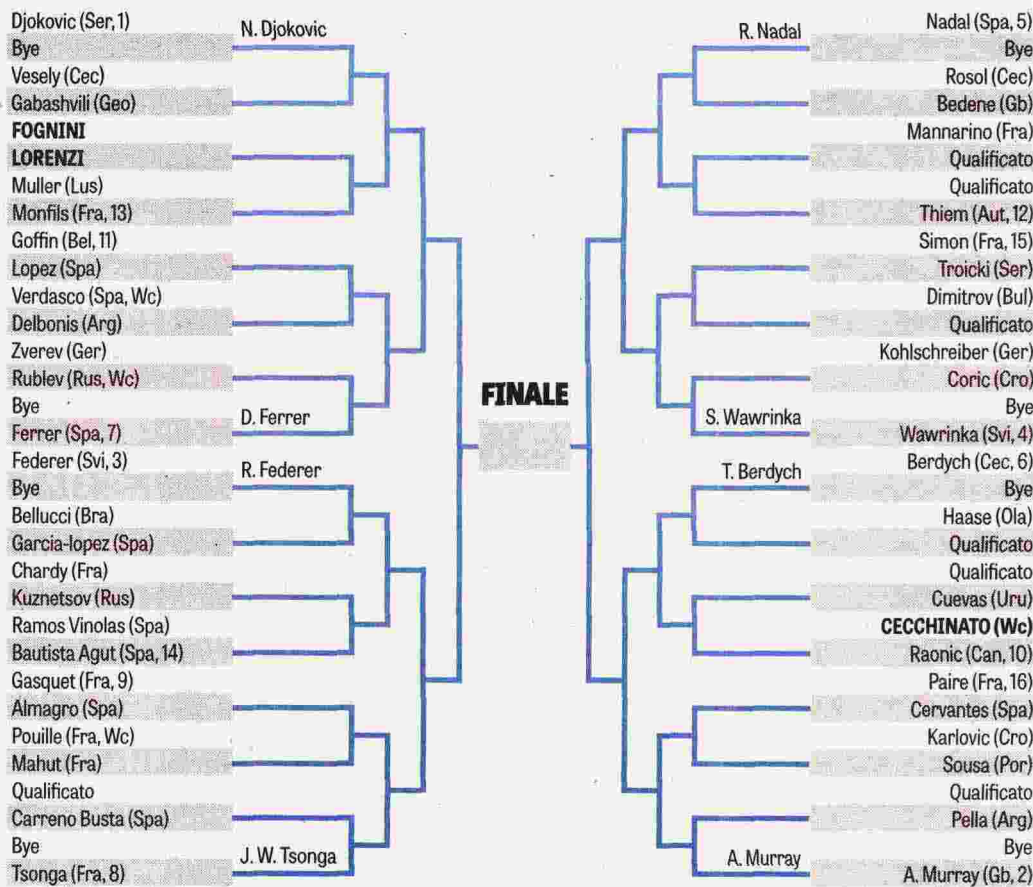 Djokovic (Ser, 1)
Bye
N. Djokovic
Vesely (Cec)
Gabashvili (Geo)
FOGNINI
LORENZI
Muller (Lus)
Monfils (Fra, 13)
Goffin (Bel, 11)
Lopez (Spa)
Verdasco (Spa, Wc)
Delbonis (Arg)
Zverev (Ger)
Rublev (Rus, Wc)
Bye
D. Ferrer
Ferrer (Spa, 7)
Federer (Svi, 3)
R. Federer
Bye
Bellucci (Bra)
Garcia-lopez (Spa)
Chardy (Fra)
Kuznetsov (Rus)
Ramos Vinolas (Spa)
Bautista Agut (Spa, 14)
Gasquet (Fra, 9)
Almagro (Spa)
Pouille (Fra, Wc)
Mahut (Fra)
Qualificato
Carreno Busta (Spa)
Bye
J. W. Tsonga
Tsonga (Fra, 8)
FINALE
Nadal (Spa, 5)
R. Nadal
Bye
Rosol (Cec)
Bedene (Gb)
Mannarino (Fra)
Qualificato
Qualificato
Thiem (Aut, 12)
Simon (Fra, 15)
Troicki (Ser)
Dimitrov (Bul)
Qualificato
Kohlschreiber (Ger)
Coric (Cro)
Bye
S. Wawrinka
Wawrinka (Svi, 4)
Berdych (Cec, 6)
T. Berdych
Bye
Haase (Ola)
Qualificato
Qualificato
Cuevas (Uru)
CECCHINATO (Wc)
Raonic (Can, 10)
Paire (Fra, 16)
Cervantes (Spa)
Karlovic (Cro)
Sousa (Por)
Qualificato
Pella (Arg)
Bye
A. Murray
A. Murray (Gb, 2)